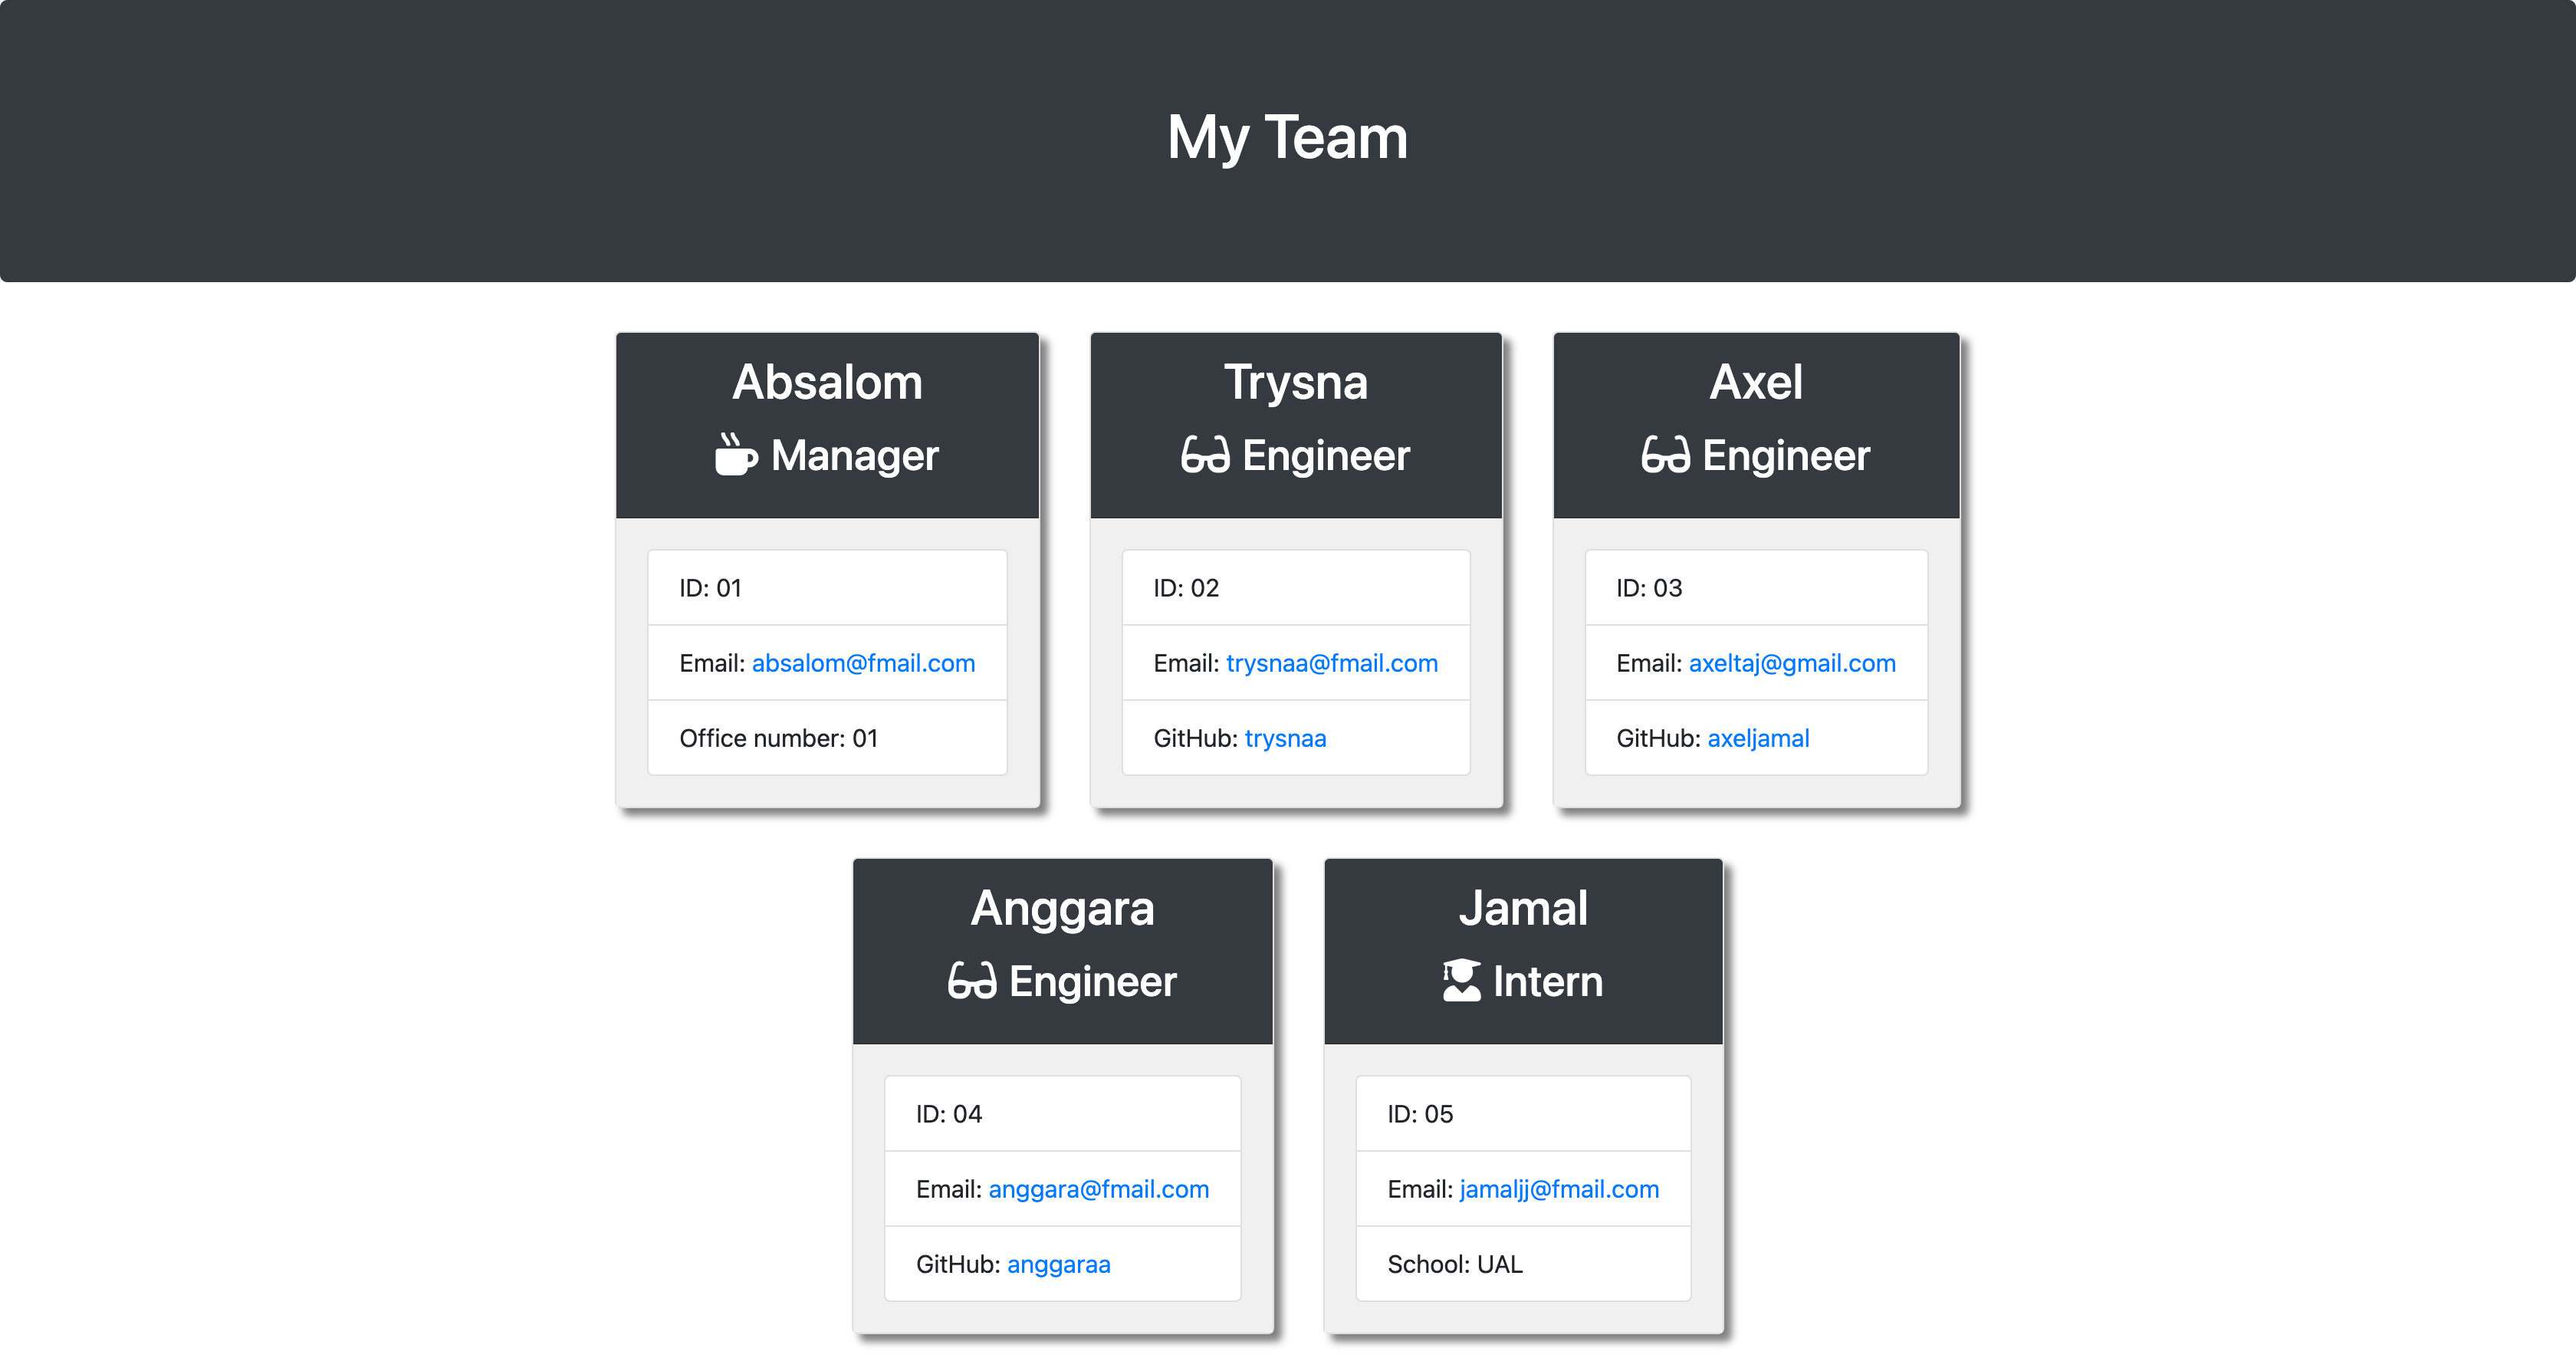 My Team
Absalom
Manager
ID: 01
Email: absalom@fmail.com
Office number: 01
Trysna
Engineer
ID: 02
Email: trysnaa@fmail.com
GitHub: trysnaa
Axel
Engineer
ID: 03
Email: axeltaj@gmail.com
GitHub: axeljamal
Anggara
Engineer
ID: 04
Email: anggara@fmail.com
GitHub: anggaraa
Jamal
Intern
ID: 05
Email: jamaljj@fmail.com
School: UAL